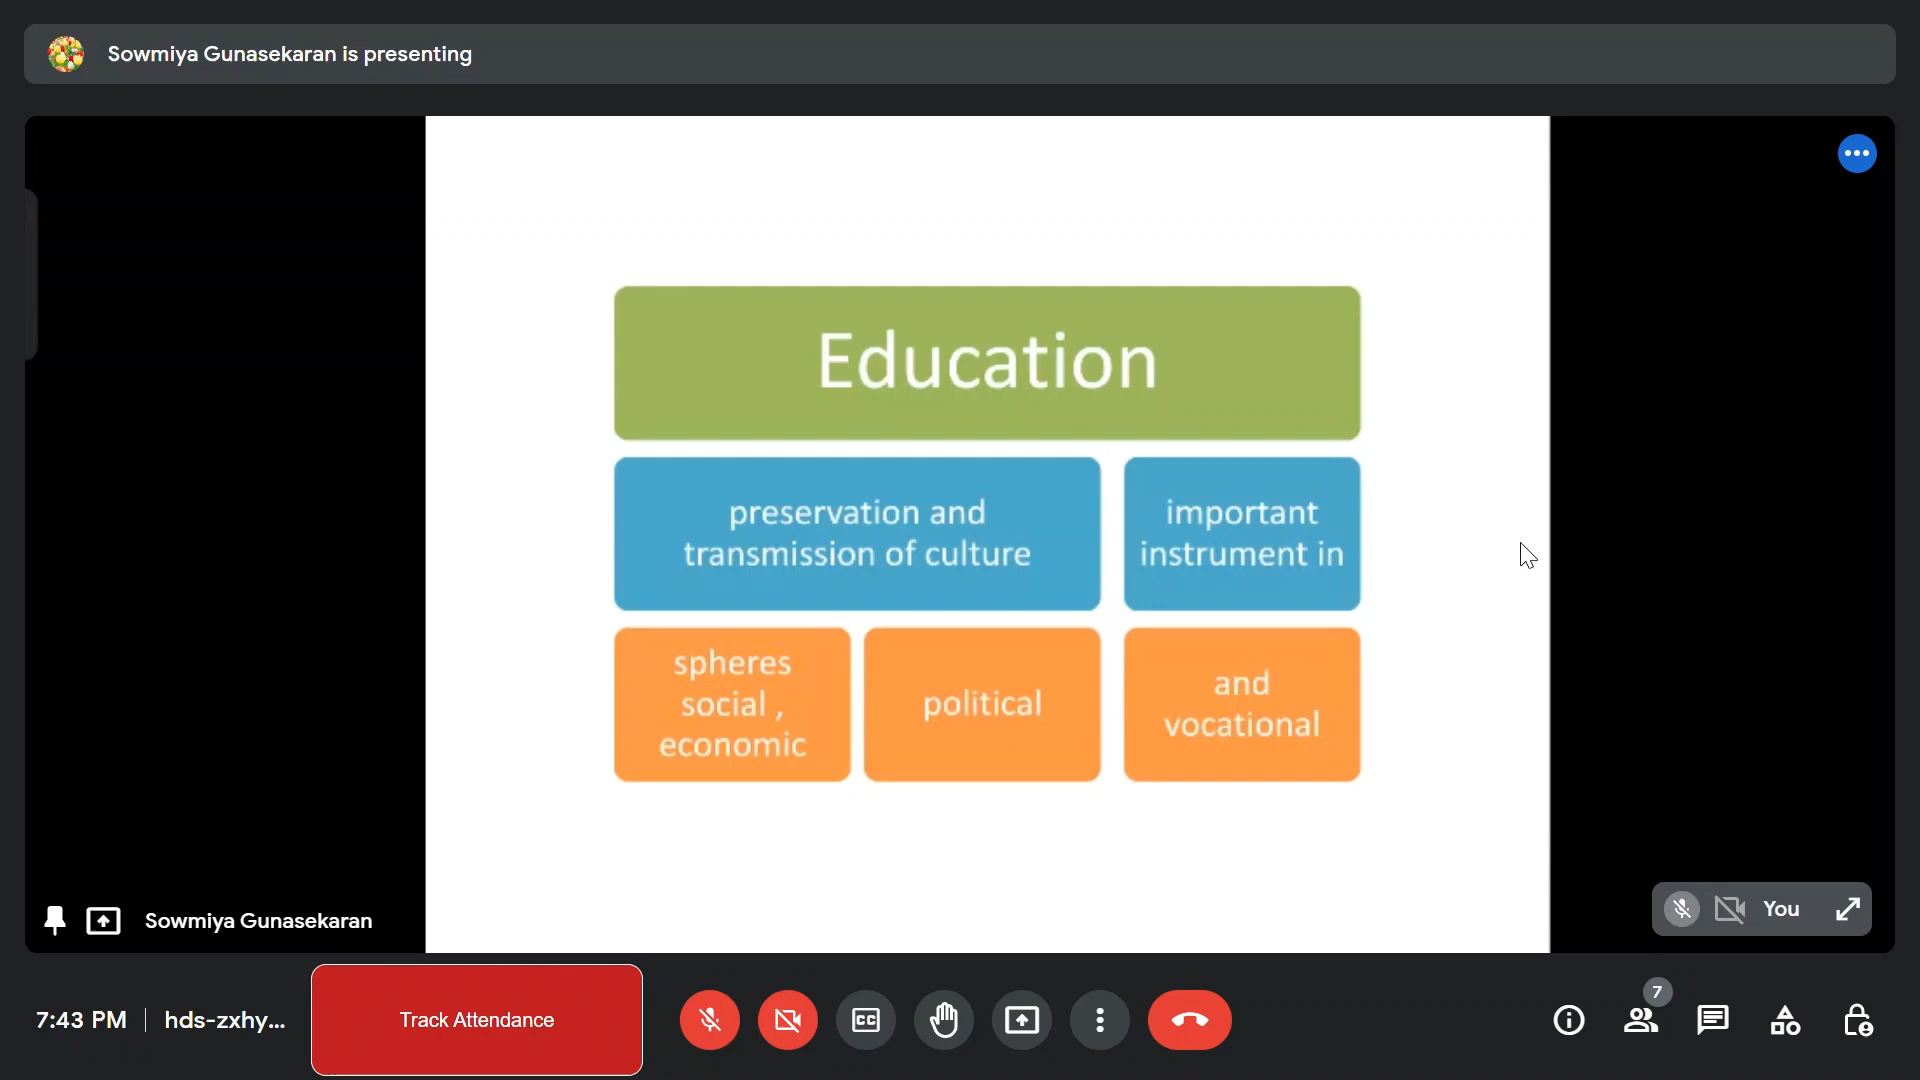 Sowmiya Gunasekaran is presenting
Education
preservation and
transmission of culture
important
instrument in
spheres
social ,
economic
political
and
vocational
Sowmiya Gunasekaran
You
7:43 PM
hds-zxhy...
Track Attendance
CC
7